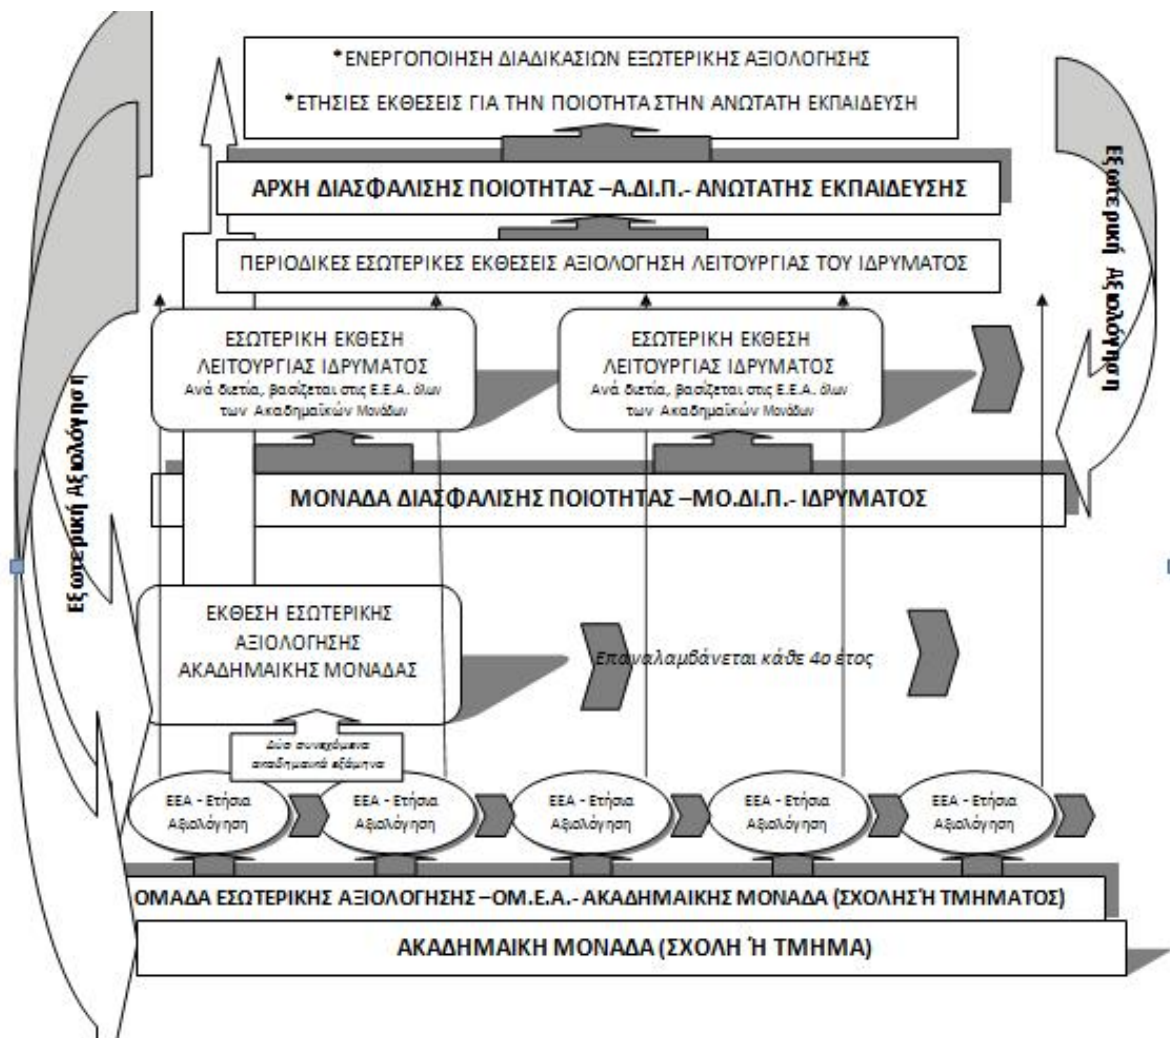 *ΕΝΕΡΓΟΠΟΙΗΣΗ ΔΙΑΔΙΚΑΣΙΩΝ ΕΞΩΤΕΡΙΚΗΣ ΑΞΙΟΛΟΓΗΣΗΣ
*ΕΤΗΣΙΕΣ ΕΚΘΕΣΕΙΣ ΓΙΑ ΤΗΝ ΠΟΙΟΤΗΤΑ ΣΤΗΝ ΑΝΩΤΑΤΗ ΕΚΠΑΙΔΕΥΣΗ
ΑΡΧΗ ΔΙΑΣΦΑΛΙΣΗΣ ΠΟΙΟΤΗΤΑΣ –Α.ΔΙ.Π.- ΑΝΩΤΑΤΗΣ ΕΚΠΑΙΔΕΥΣΗΣ
ΠΕΡΙΟΔΙΚΕΣ ΕΣΩΤΕΡΙΚΕΣ ΕΚΘΕΣΕΙΣ ΑΞΙΟΛΟΓΗΣΗ ΛΕΙΤΟΥΡΓΙΑΣ ΤΟΥ ΙΔΡΥΜΑΤΟΣ
Εξωτερική Αξιολόγηση
ΕΣΩΤΕΡΙΚΗ ΕΚΘΕΣΗ
ΛΕΙΤΟΥΡΓΙΑΣ ΙΔΡΥΜΑΤΟΣ
Ανά διετία, βασίζεται στις Ε.Ε.Α. όλων
των Ακαδημαϊκών Μονάδων
ΕΣΩΤΕΡΙΚΗ ΕΚΘΕΣΗ
ΛΕΙΤΟΥΡΓΙΑΣ ΙΔΡΥΜΑΤΟΣ
Ανά διετία, βασίζεται στις Ε.Ε.Α. όλων
των Ακαδημαϊκών Μονάδων
Εξωτερική Αξιολόγηση
ΜΟΝΑΔΑ ΔΙΑΣΦΑΛΙΣΗΣ ΠΟΙΟΤΗΤΑΣ –ΜΟ.ΔΙ.Π.- ΙΔΡΥΜΑΤΟΣ
ΕΚΘΕΣΗ ΕΣΩΤΕΡΙΚΗΣ
ΑΞΙΟΛΟΓΗΣΗΣ
ΑΚΑΔΗΜΑΙΚΗΣ ΜΟΝΑΔΑΣ
Επαναλαμβάνεται κάθε 4ο έτος
Δύο συνεχόμενα
ακαδημαϊκά εξάμηνα
ΕΕΑ - Ετήσια
Αξιολόγηση
ΕΕΑ - Ετήσια
Αξιολόγηση
ΕΕΑ - Ετήσια
Αξιολόγηση
ΕΕΑ - Ετήσια
Αξιολόγηση
ΕΕΑ - Ετήσια
Αξιολόγηση
ΟΜΑΔΑ ΕΣΩΤΕΡΙΚΗΣ ΑΞΙΟΛΟΓΗΣΗΣ –ΟΜ.Ε.Α.- ΑΚΑΔΗΜΑΙΚΗΣ ΜΟΝΑΔΑ (ΣΧΟΛΗΣ Ή ΤΜΗΜΑΤΟΣ)
ΑΚΑΔΗΜΑΙΚΗ ΜΟΝΑΔΑ (ΣΧΟΛΗ Ή ΤΜΗΜΑ)